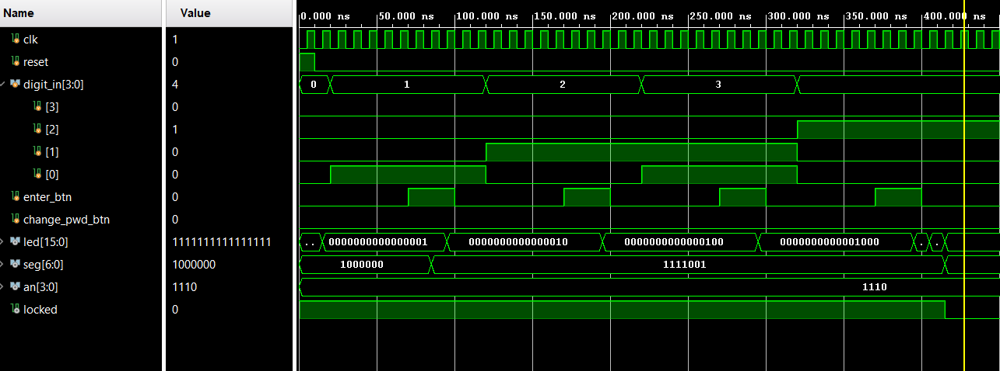 Name Value
0.000 ns 50.000 ns 100.000 ns 150.000 ns 200.000 ns 250.000 ns 300.000 ns 350.000 ns 400.000 ns
clk 1
reset 0
digit_in[3:0] 4 0 1 2 3
[3] 0
[2] 1
[1] 0
[0] 0
enter_btn 0
change_pwd_btn 0
led[15:0] 1111111111111111 .. 0000000000000001 0000000000000010 0000000000000100 0000000000001000 . .
seg[6:0] 1000000 1000000 1111001
an[3:0] 1110 1110
locked 0